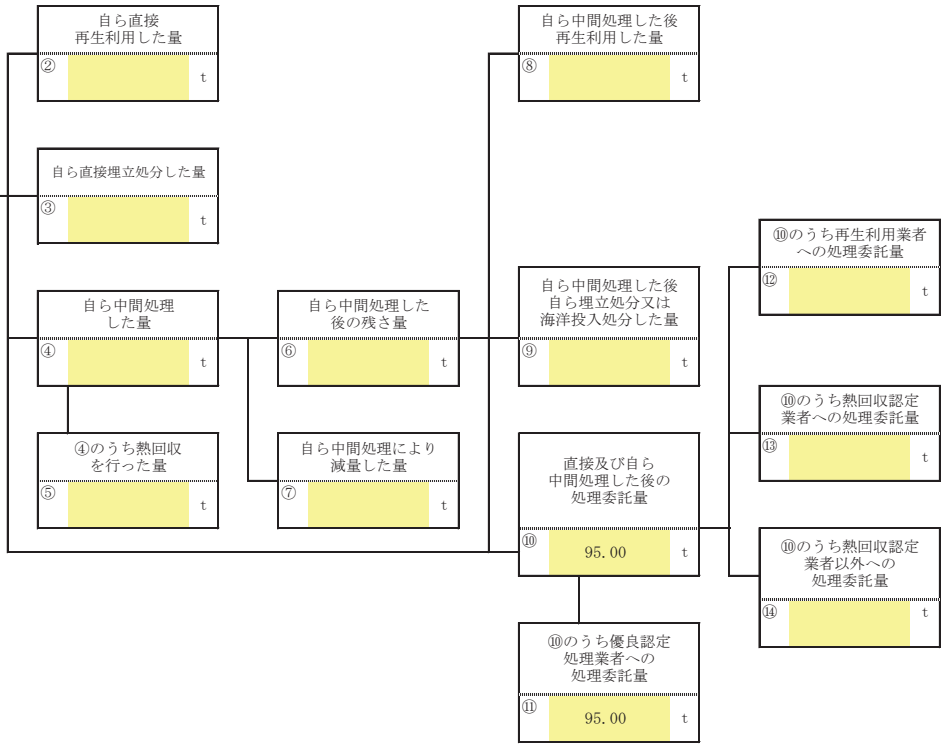 自ら直接
再生利用した量
②
t
自ら直接埋立処分した量
③
t
自ら中間処理
した量
④
t
④のうち熱回収
を行った量
⑤
t
自ら中間処理した
後の残さ量
⑥
t
自ら中間処理により
減量した量
⑦
t
自ら中間処理した後
再生利用した量
⑧
t
自ら中間処理した後
自ら埋立処分又は
海洋投入処分した量
⑨
t
直接及び自ら
中間処理した後の
処理委託量
⑩ 95.00 t
⑩のうち優良認定
処理業者への
処理委託量
⑪ 95.00 t
⑩のうち再生利用業者
への処理委託量
⑫
t
⑩のうち熱回収認定
業者への処理委託量
⑬
t
⑩のうち熱回収認定
業者以外への
処理委託量
⑭
t